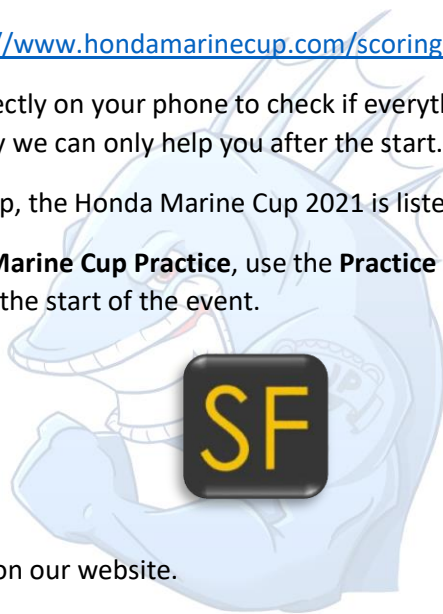 //www.hondamarinecup.com/scoring
ectly on your phone to check if everyth
y we can only help you after the start.
p, the Honda Marine Cup 2021 is liste
Marine Cup Practice, use the Practice
the start of the event.
SF
on our website.